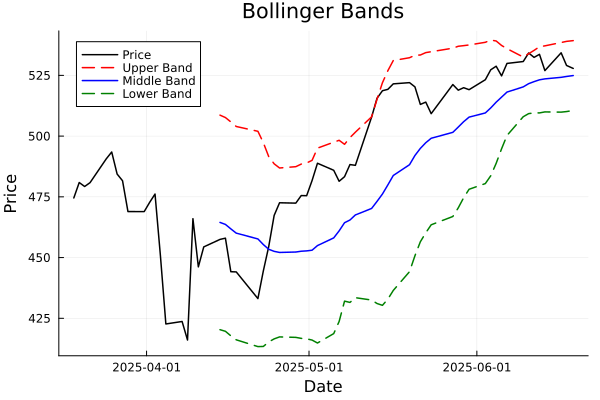 Bollinger Bands
Price
Upper Band
Middle Band
Lower Band
525
500
475
450
425
Price
2025-04-01
2025-05-01
2025-06-01
Date